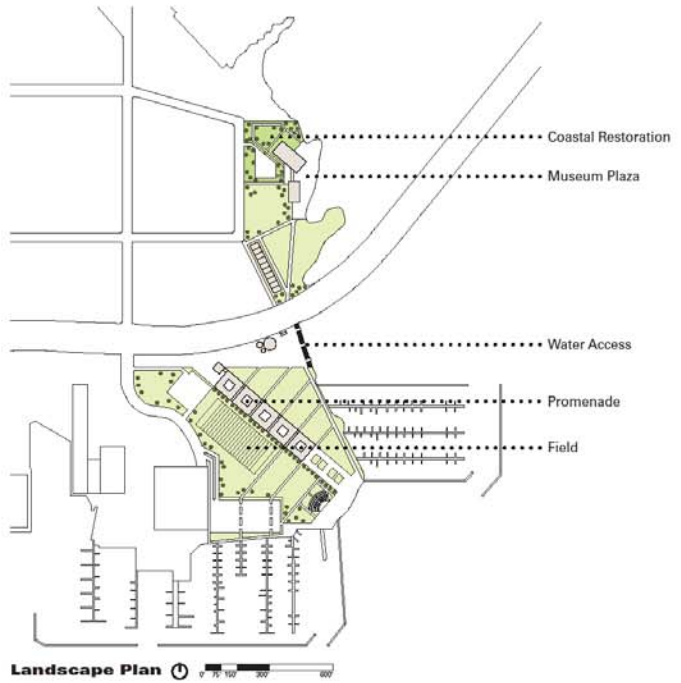 Coastal Restoration
Museum Plaza
Water Access
Promenade
Field
Landscape Plan 0' 75' 150' 300' 600'